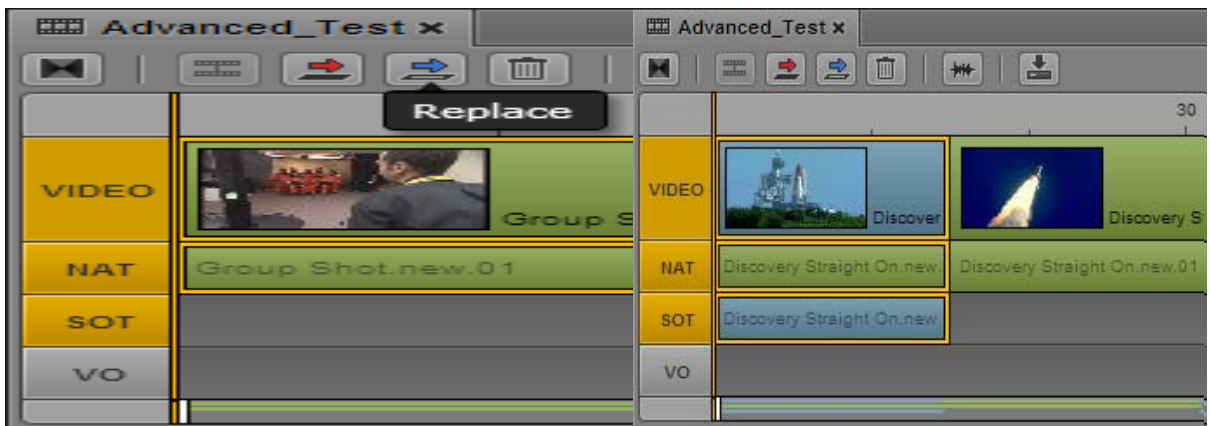 Advanced_Test x
Replace
VIDEO
Group S
NAT
Group Shot.new.01
SOT
VO
Advanced_Test x
30
VIDEO
Discover
Discovery S
NAT
Discovery Straight On.new.
Discovery Straight On.new.01
SOT
Discovery Straight On.new.
VO